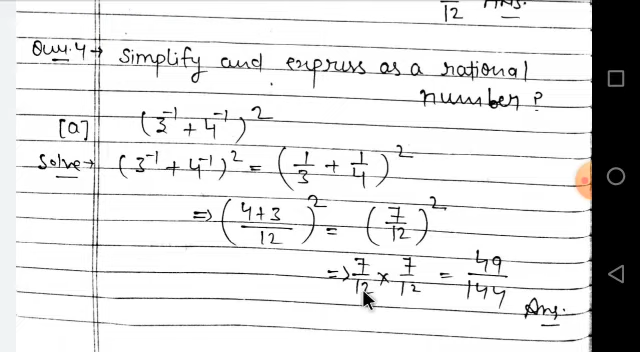 12 Ans.
Que.4→ Simplify and express as a rational
number?
[a] (3⁻¹ + 4⁻¹)²
Solve→ (3⁻¹ + 4⁻¹)² = (1/3 + 1/4)²
⇒ (4+3/12)² = (7/12)²
⇒ 7/12 × 7/12 = 49/144 Ans.